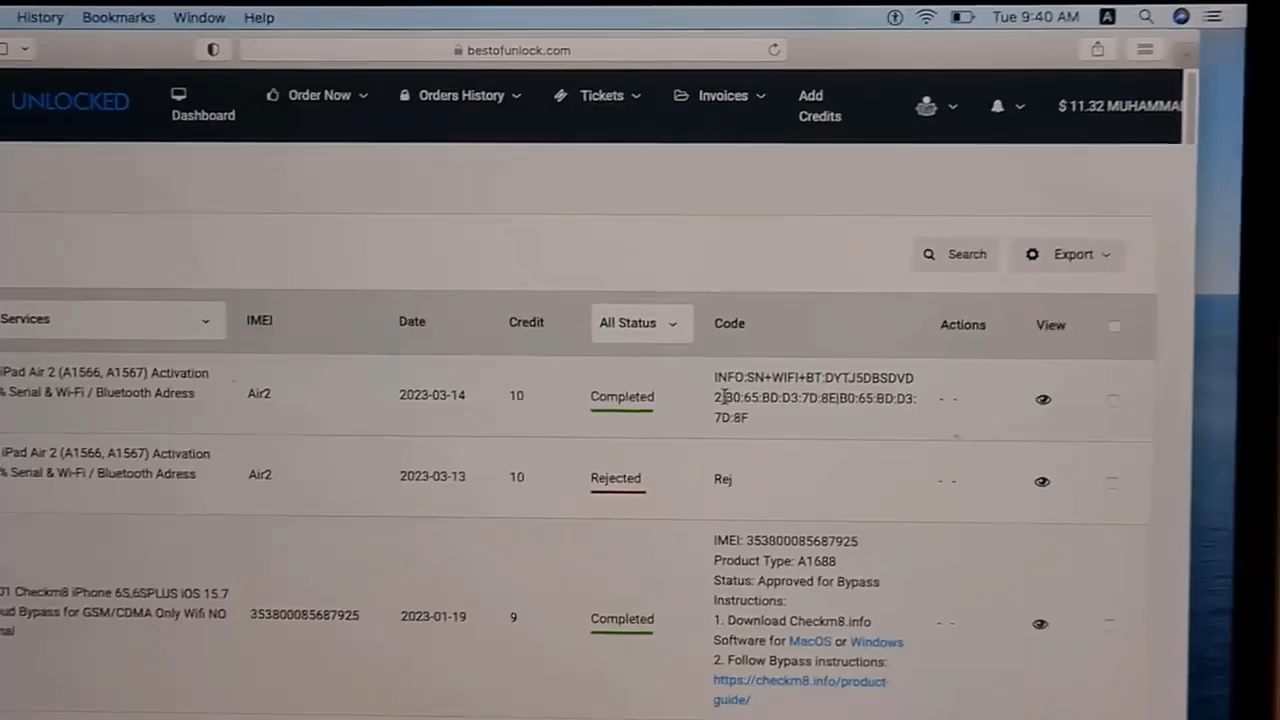 History Bookmarks Window Help Tue 9:40 AM A
bestofunlock.com
UNLOCKED Dashboard Order Now Orders History Tickets Invoices Add Credits $ 11.32 MUHAMMA
Search Export
Services IMEI Date Credit All Status Code Actions View
iPad Air 2 (A1566, A1567) Activation
% Serial & Wi-Fi / Bluetooth Adress
Air2 2023-03-14 10 Completed
INFO:SN+WIFI+BT:DYTJ5DBSDVD
2|B0:65:BD:D3:7D:8E|B0:65:BD:D3:
7D:8F
- -
iPad Air 2 (A1566, A1567) Activation
% Serial & Wi-Fi / Bluetooth Adress
Air2 2023-03-13 10 Rejected Rej - -
01 Checkm8 iPhone 6S,6SPLUS iOS 15.7
ud Bypass for GSM/CDMA Only Wifi NO
nal
353800085687925 2023-01-19 9 Completed
IMEI: 353800085687925
Product Type: A1688
Status: Approved for Bypass
Instructions:
1. Download Checkm8.info
Software for MacOS or Windows
2. Follow Bypass instructions:
https://checkm8.info/product-
guide/
- -